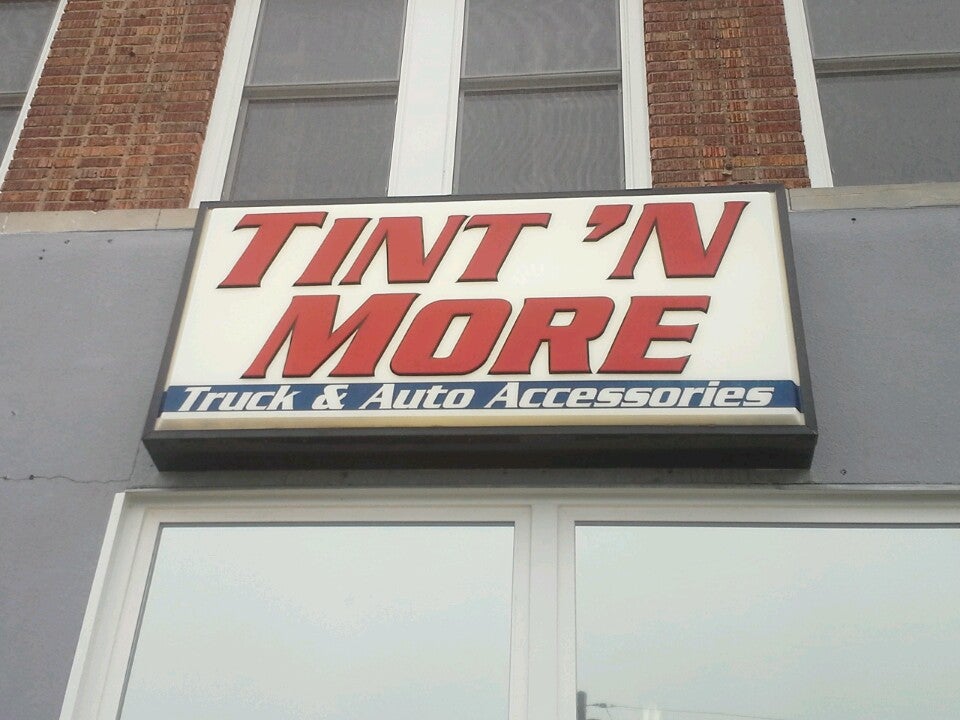 TINT 'N
MORE
Truck & Auto Accessories